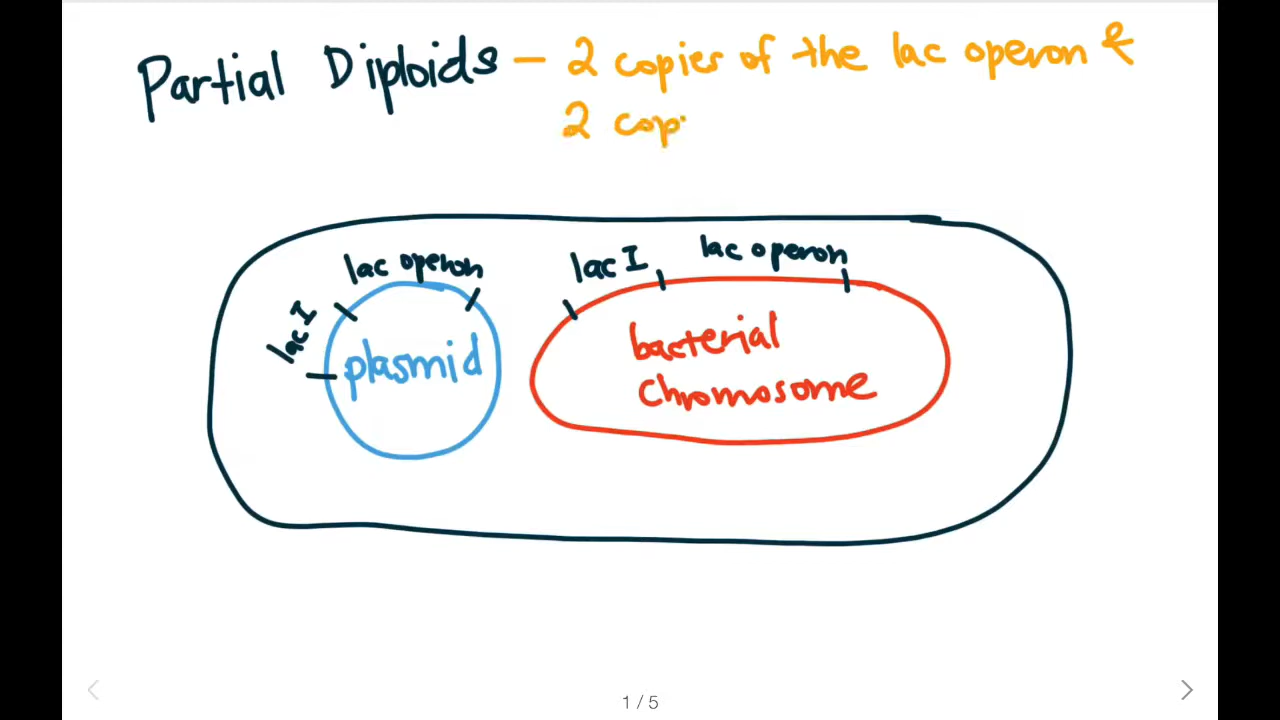 Partial Diploids - 2 copies of the lac operon &
2 cop
lac operon
lac I
plasmid
lac I
lac operon
bacterial
chromosome
1 / 5